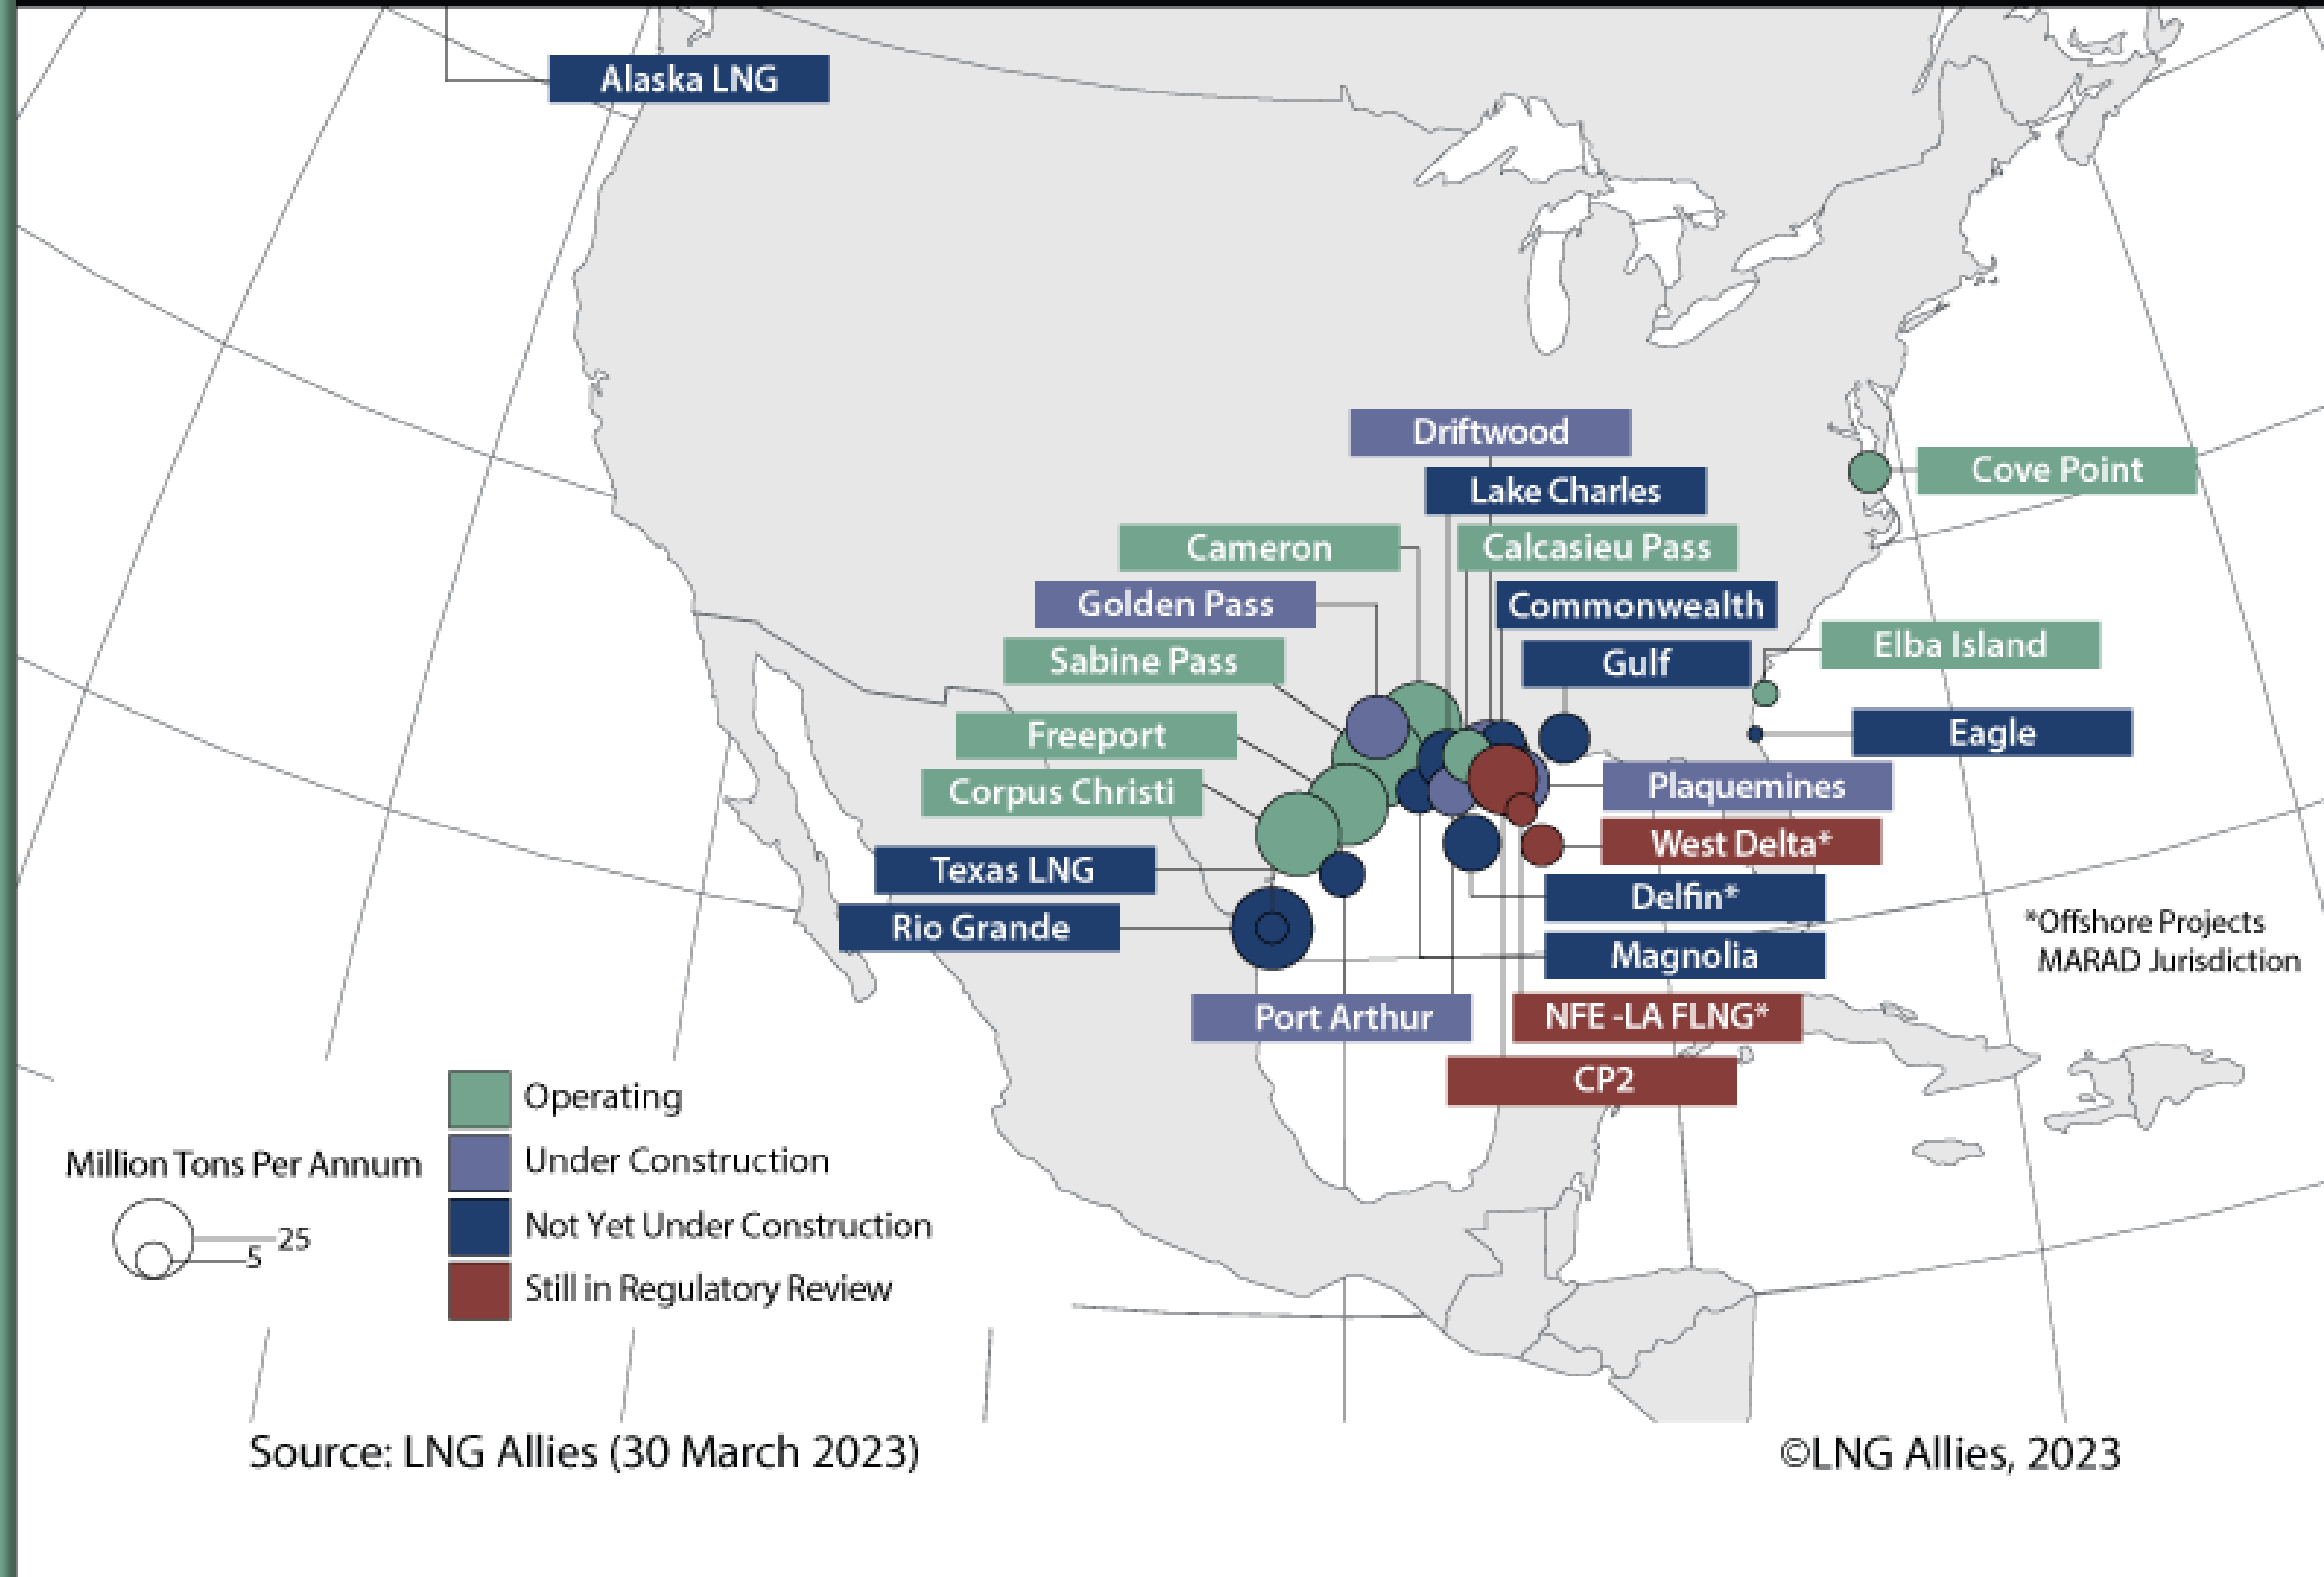 Alaska LNG
Driftwood
Lake Charles
Cove Point
Cameron
Calcasieu Pass
Golden Pass
Commonwealth
Elba Island
Sabine Pass
Gulf
Freeport
Eagle
Corpus Christi
Plaquemines
West Delta*
Texas LNG
Delfin*
Rio Grande
*Offshore Projects
MARAD Jurisdiction
Magnolia
Port Arthur
NFE -LA FLNG*
CP2
Operating
Under Construction
Million Tons Per Annum
Not Yet Under Construction
25
5
Still in Regulatory Review
Source: LNG Allies (30 March 2023)
©LNG Allies, 2023